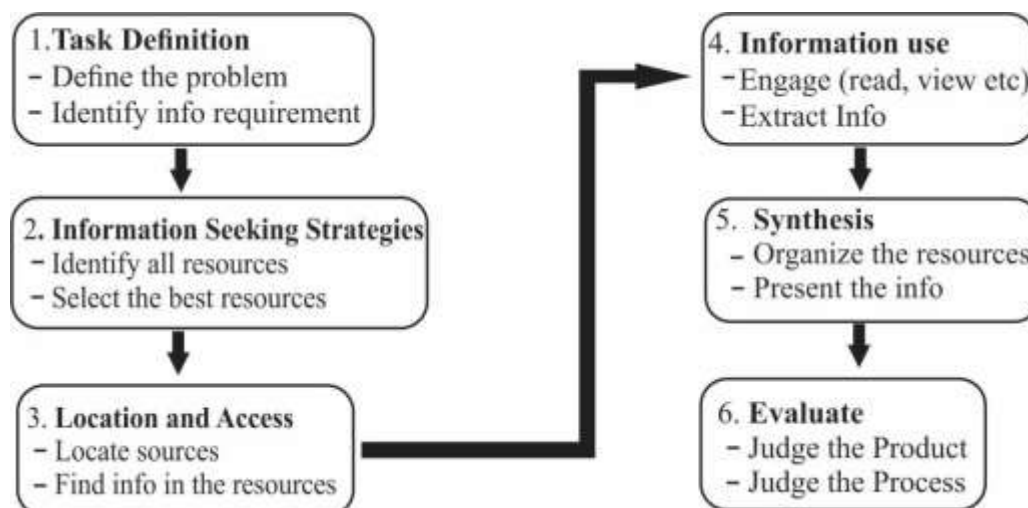 1.Task Definition
– Define the problem
– Identify info requirement
2. Information Seeking Strategies
– Identify all resources
– Select the best resources
3. Location and Access
– Locate sources
– Find info in the resources
4. Information use
–Engage (read, view etc)
–Extract Info
5. Synthesis
– Organize the resources
– Present the info
6. Evaluate
– Judge the Product
– Judge the Process